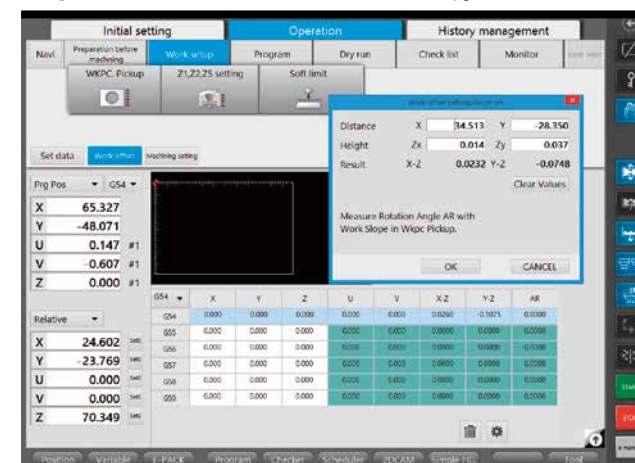 Initial setting Operation History management
Navi Preparation before machining Work setup Program Dry run Check list Monitor
WKPC. Pickup Z1,Z2,Z5 setting Soft limit
Distance X 34.513 Y -28.350
Height Zx 0.014 Zy 0.037
Result X-Z 0.0232 Y-Z -0.0748
Clear Values
Measure Rotation Angle AR with
Work Slope in Wkpc Pickup.
OK CANCEL
Set data Work offset Machining setting
Prg Pos G54
X 65.327
Y -48.071
U 0.147 #1
V -0.607 #1
Z 0.000 #1
Relative
X 24.602 Set
Y -23.769 Set
U 0.000 Set
V 0.000 Set
Z 70.349 Set
G54 X Y Z U V X-Z Y-Z AR
G54 0.000 0.000 0.000 0.000 0.000 0.0260 -0.1075 0.0000
G55 0.000 0.000 0.000 0.000 0.000 0.0000 0.0000 0.0000
G56 0.000 0.000 0.000 0.000 0.000 0.0000 0.0000 0.0000
G57 0.000 0.000 0.000 0.000 0.000 0.0000 0.0000 0.0000
G58 0.000 0.000 0.000 0.000 0.000 0.0000 0.0000 0.0000
G59 0.000 0.000 0.000 0.000 0.000 0.0000 0.0000 0.0000
Position Variable E-PACK Program Checker Scheduler 2DCAM Simple FIG Tool